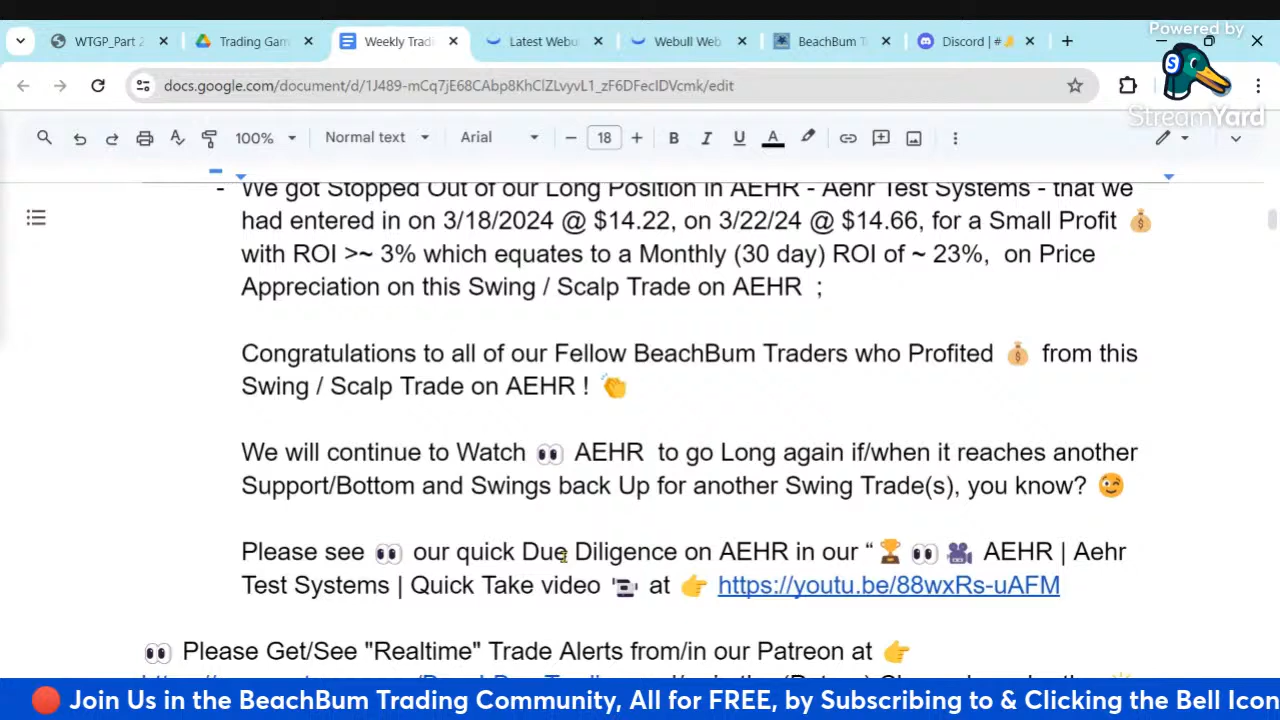 Powered by
StreamYard
WTGP_Part 2
Trading Gam
Weekly Trad
Latest Webu
Webull Web
BeachBum T
Discord | #
docs.google.com/document/d/1J489-mCq7jE6CAbp8KhClZLvyvL1_zF6DFecIDVcmk/edit
100%
Normal text
Arial
18
B I U A
- We got Stopped Out of our Long Position in AEHR - Aehr Test Systems - that we
had entered in on 3/18/2024 @ $14.22, on 3/22/24 @ $14.66, for a Small Profit 💰
with ROI >~ 3% which equates to a Monthly (30 day) ROI of ~ 23%, on Price
Appreciation on this Swing / Scalp Trade on AEHR ;
Congratulations to all of our Fellow BeachBum Traders who Profited 💰 from this
Swing / Scalp Trade on AEHR ! 👏
We will continue to Watch 👀 AEHR to go Long again if/when it reaches another
Support/Bottom and Swings back Up for another Swing Trade(s), you know? 😉
Please see 👀 our quick Due Diligence on AEHR in our “ 🏆 👀 🎥 AEHR | Aehr
Test Systems | Quick Take video 📹 at 👉 https://youtu.be/88wxRs-uAFM
👀 Please Get/See "Realtime" Trade Alerts from/in our Patreon at 👉
🔴 Join Us in the BeachBum Trading Community, All for FREE, by Subscribing to & Clicking the Bell Icon